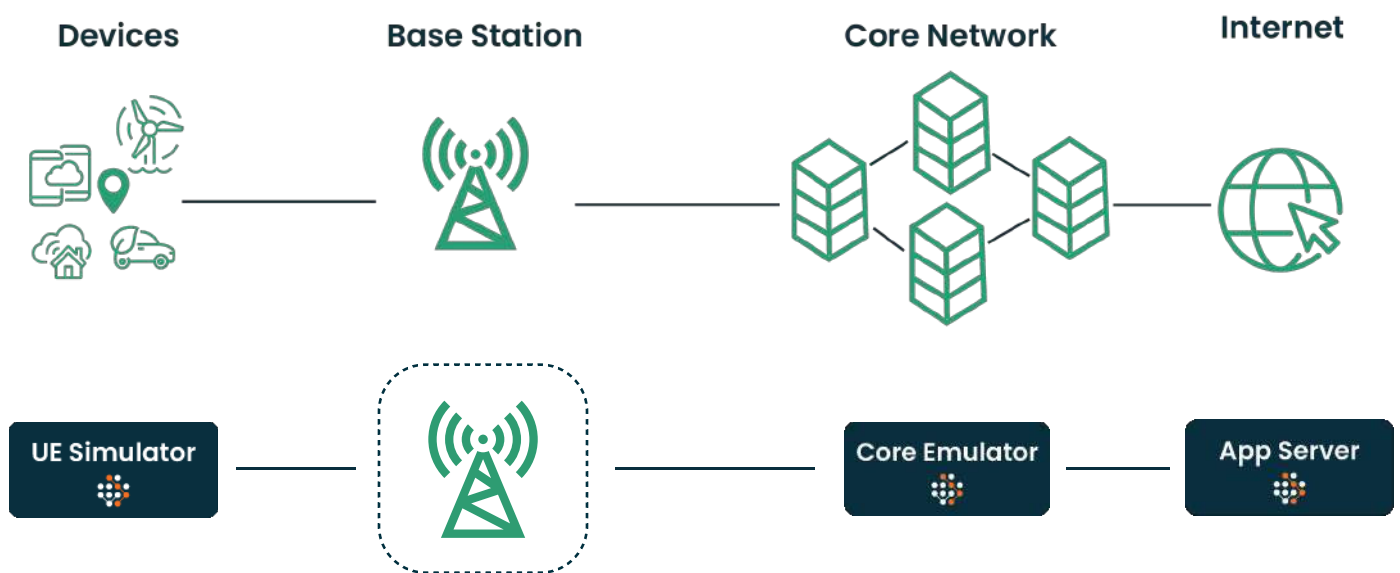 Devices
Base Station
Core Network
Internet
UE Simulator
Core Emulator
App Server